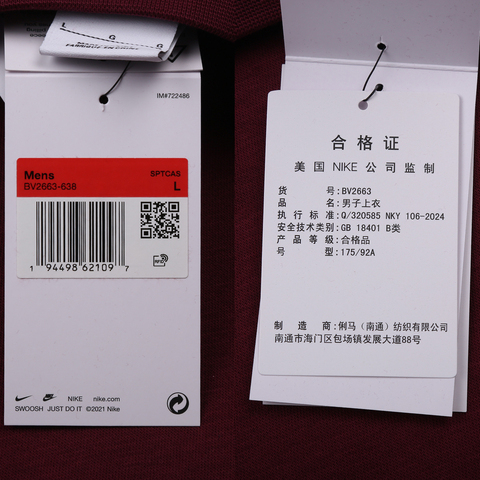 L
G
G
IM#722486
Mens
SPTCAS
BV2663-638
L
1 94498 62109 7
RFID
NIKE nike.com
SWOOSH JUST DO IT ©2021 Nike
合格证
美国 NIKE 公司监制
货号:BV2663
品名:男子上衣
执行标准:Q/320585 NKY 106-2024
安全技术类别:GB 18401 B类
产品等级:合格品
号型:175/92A
制造商:俐马(南通)纺织有限公司
南通市海门区包场镇发展大道88号